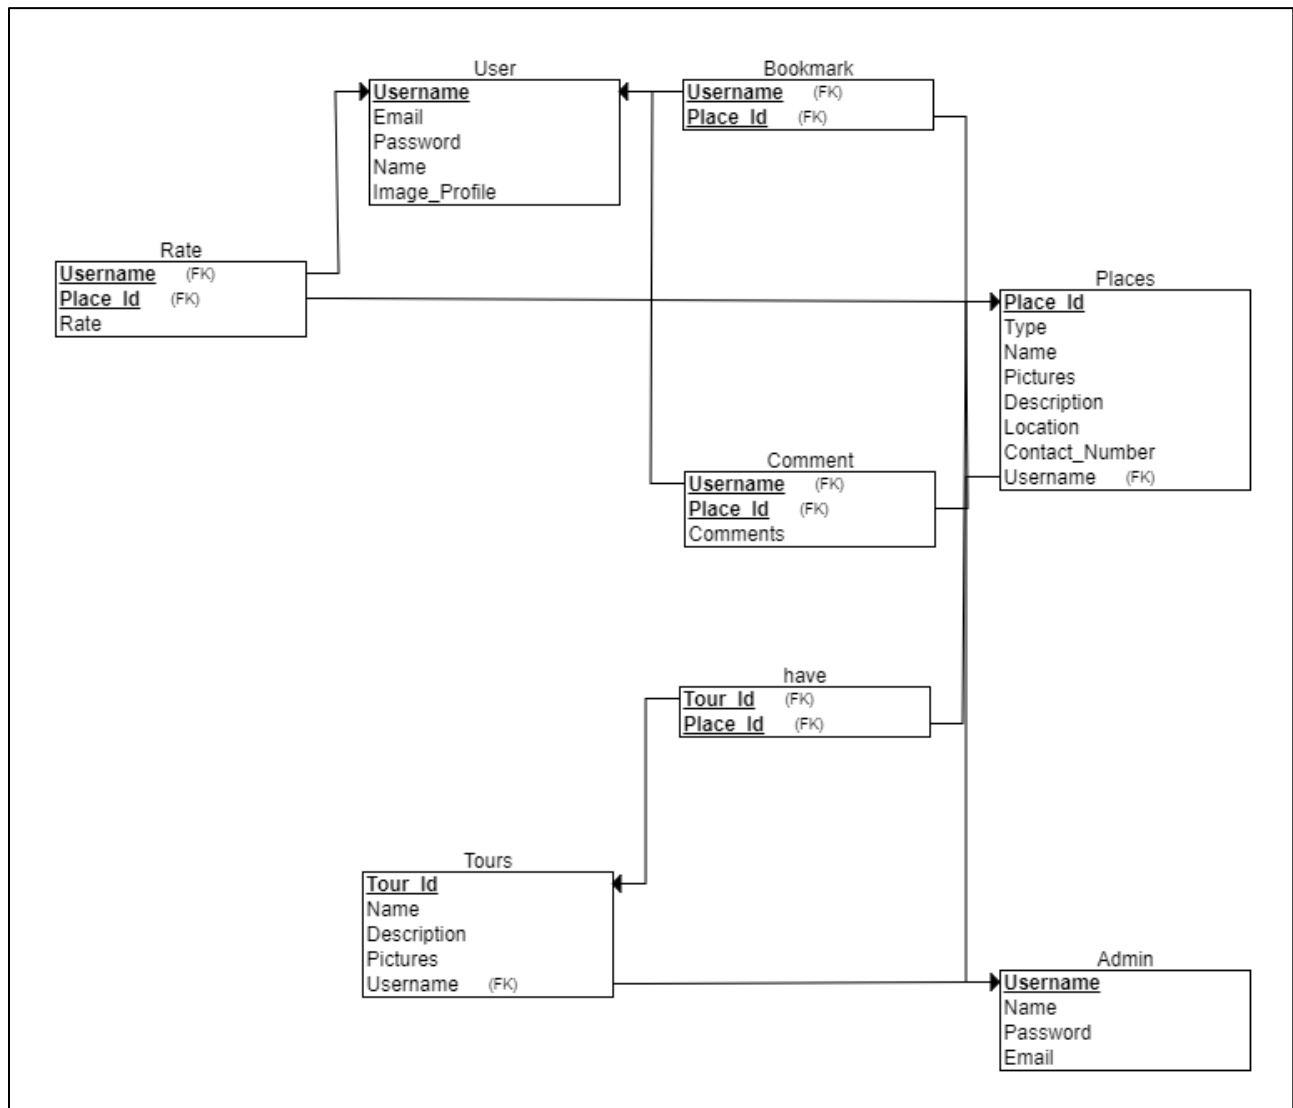 User
Username
Email
Password
Name
Image_Profile
Bookmark
Username (FK)
Place_Id (FK)
Rate
Username (FK)
Place_Id (FK)
Rate
Places
Place_Id
Type
Name
Pictures
Description
Location
Contact_Number
Username (FK)
Comment
Username (FK)
Place_Id (FK)
Comments
have
Tour_Id (FK)
Place_Id (FK)
Tours
Tour_Id
Name
Description
Pictures
Username (FK)
Admin
Username
Name
Password
Email